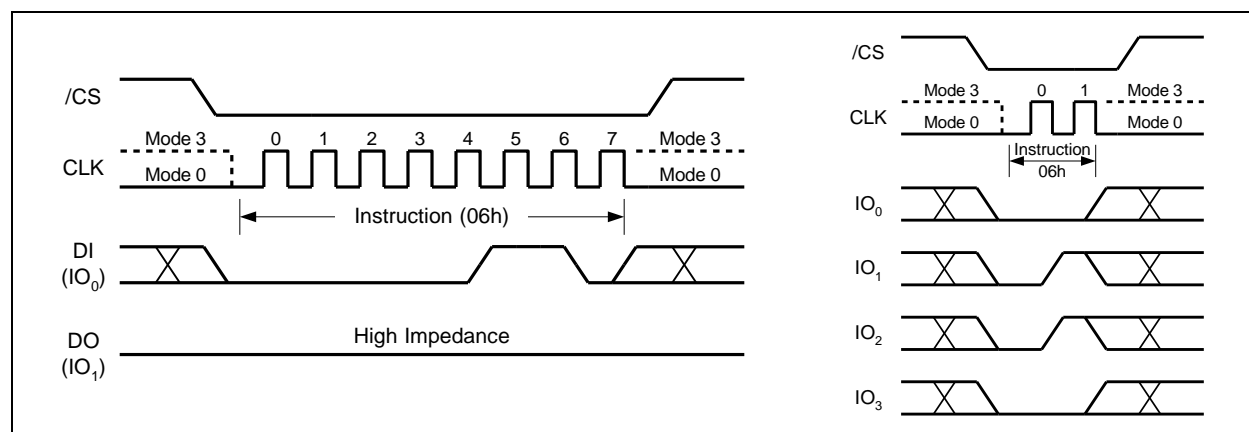 /CS
Mode 3 0 1 2 3 4 5 6 7 Mode 3
CLK
Mode 0 Mode 0
Instruction (06h)
DI
(IO0)
High Impedance
DO
(IO1)
/CS
Mode 3 0 1 Mode 3
CLK
Mode 0 Mode 0
Instruction
06h
IO0
IO1
IO2
IO3